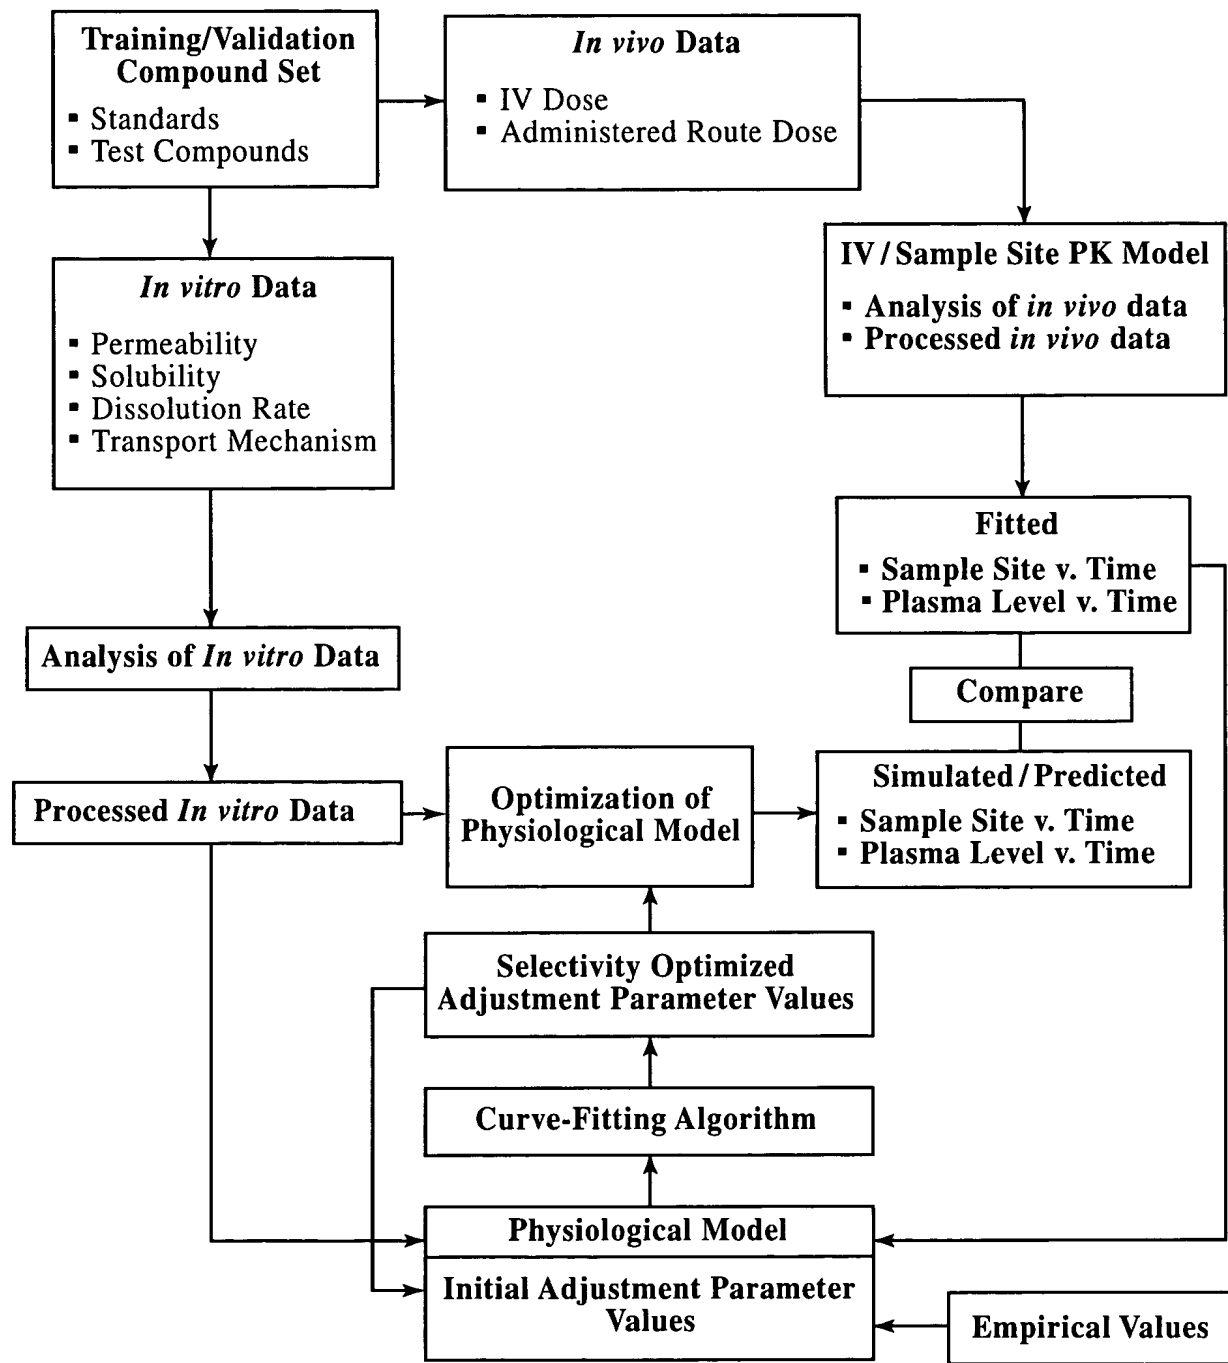 Training/Validation
Compound Set
▪ Standards
▪ Test Compounds
In vivo Data
▪ IV Dose
▪ Administered Route Dose
In vitro Data
▪ Permeability
▪ Solubility
▪ Dissolution Rate
▪ Transport Mechanism
IV / Sample Site PK Model
▪ Analysis of in vivo data
▪ Processed in vivo data
Fitted
▪ Sample Site v. Time
▪ Plasma Level v. Time
Analysis of In vitro Data
Compare
Processed In vitro Data
Optimization of
Physiological Model
Simulated / Predicted
▪ Sample Site v. Time
▪ Plasma Level v. Time
Selectivity Optimized
Adjustment Parameter Values
Curve-Fitting Algorithm
Physiological Model
Initial Adjustment Parameter
Values
Empirical Values